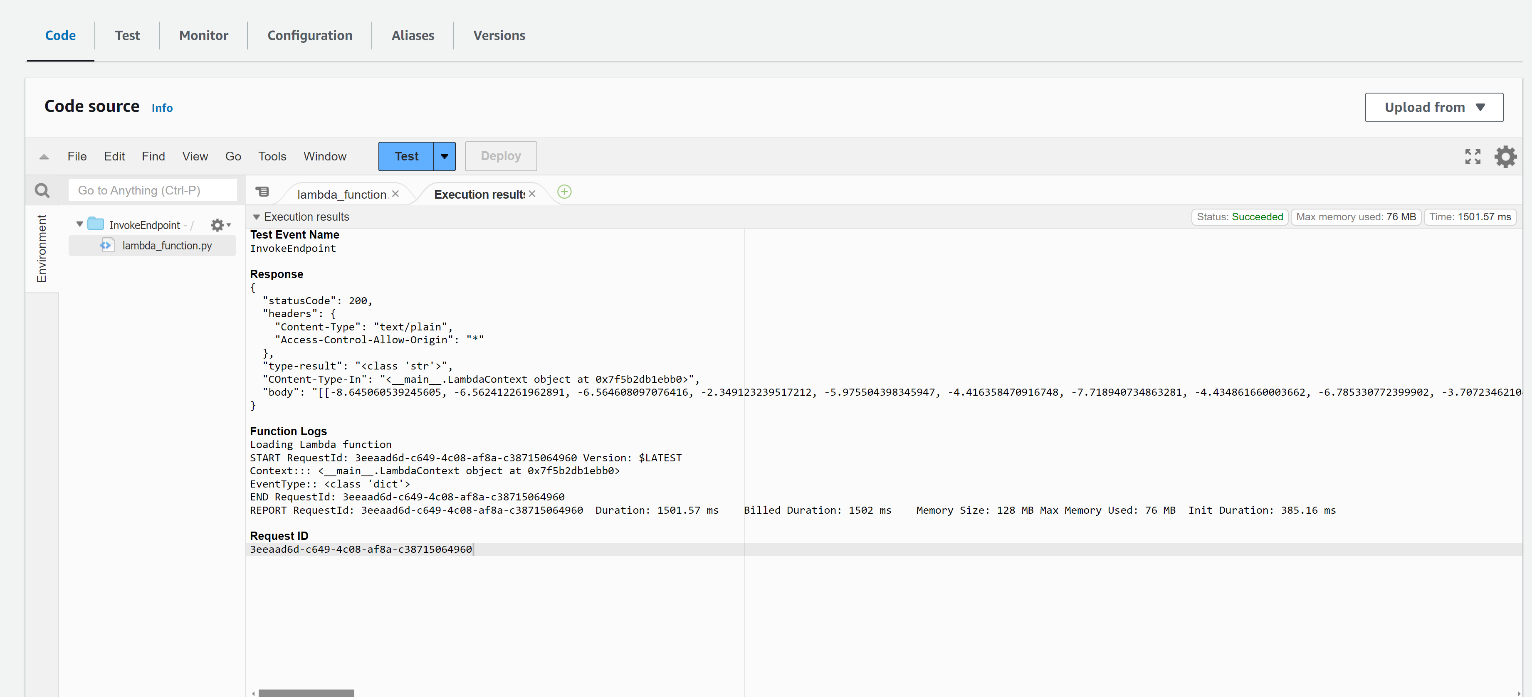 Code Test Monitor Configuration Aliases Versions
Code source Info
Upload from
File Edit Find View Go Tools Window Test Deploy
Go to Anything (Ctrl-P)
lambda_function
Execution result
Environment
InvokeEndpoint - /
lambda_function.py
Execution results
Status: Succeeded Max memory used: 76 MB Time: 1501.57 ms
Test Event Name
InvokeEndpoint
Response
{
"statusCode": 200,
"headers": {
"Content-Type": "text/plain",
"Access-Control-Allow-Origin": "*"
},
"type-result": "<class 'str'>",
"COntent-Type-In": "<__main__.LambdaContext object at 0x7f5b2db1ebb0>",
"body": "[[-8.645060539245605, -6.562412261962891, -6.564608097076416, -2.349123239517212, -5.975504398345947, -4.416358470916748, -7.718940734863281, -4.434861660003662, -6.785330772399902, -3.7072346210
}
Function Logs
Loading Lambda function
START RequestId: 3eeaad6d-c649-4c08-af8a-c38715064960 Version: $LATEST
Context::: <__main__.LambdaContext object at 0x7f5b2db1ebb0>
EventType:: <class 'dict'>
END RequestId: 3eeaad6d-c649-4c08-af8a-c38715064960
REPORT RequestId: 3eeaad6d-c649-4c08-af8a-c38715064960 Duration: 1501.57 ms Billed Duration: 1502 ms Memory Size: 128 MB Max Memory Used: 76 MB Init Duration: 385.16 ms
Request ID
3eeaad6d-c649-4c08-af8a-c38715064960